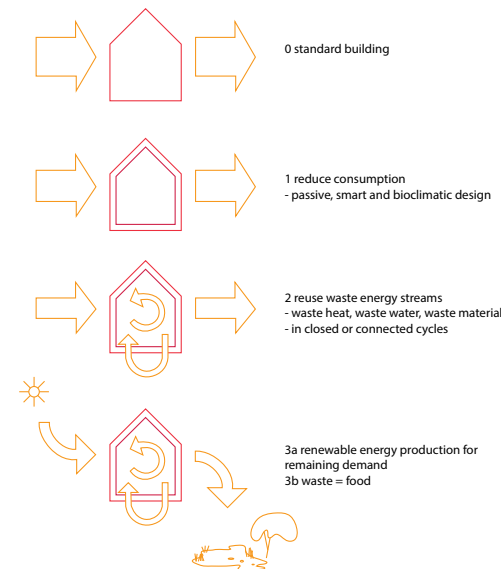 0 standard building
1 reduce consumption
- passive, smart and bioclimatic design
2 reuse waste energy streams
- waste heat, waste water, waste material
- in closed or connected cycles
3a renewable energy production for
remaining demand
3b waste = food